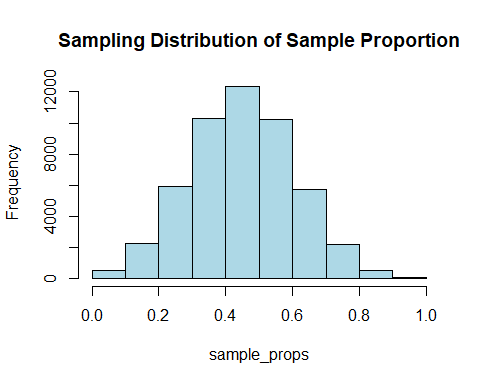 Sampling Distribution of Sample Proportion
Frequency
12000
8000
4000
0
0.0 0.2 0.4 0.6 0.8 1.0
sample_props